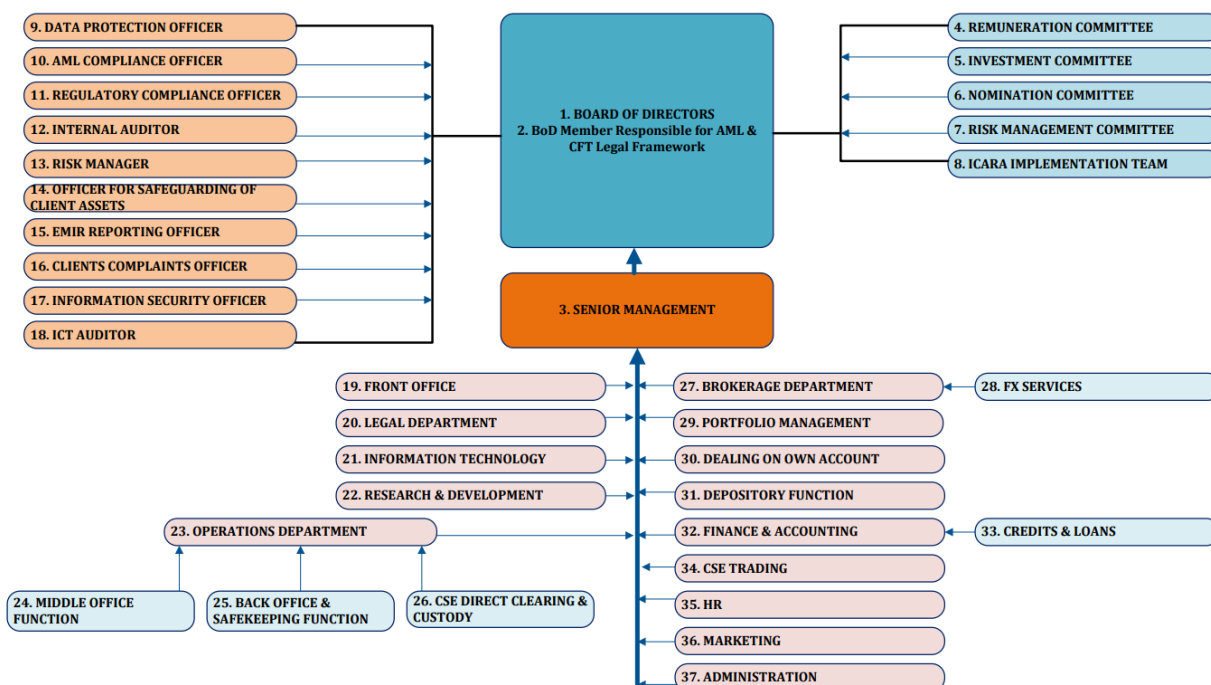 9. DATA PROTECTION OFFICER
10. AML COMPLIANCE OFFICER
11. REGULATORY COMPLIANCE OFFICER
12. INTERNAL AUDITOR
13. RISK MANAGER
14. OFFICER FOR SAFEGUARDING OF
CLIENT ASSETS
15. EMIR REPORTING OFFICER
16. CLIENTS COMPLAINTS OFFICER
17. INFORMATION SECURITY OFFICER
18. ICT AUDITOR
1. BOARD OF DIRECTORS
2. BoD Member Responsible for AML &
CFT Legal Framework
4. REMUNERATION COMMITTEE
5. INVESTMENT COMMITTEE
6. NOMINATION COMMITTEE
7. RISK MANAGEMENT COMMITTEE
8. ICARA IMPLEMENTATION TEAM
3. SENIOR MANAGEMENT
19. FRONT OFFICE
20. LEGAL DEPARTMENT
21. INFORMATION TECHNOLOGY
22. RESEARCH & DEVELOPMENT
23. OPERATIONS DEPARTMENT
24. MIDDLE OFFICE
FUNCTION
25. BACK OFFICE &
SAFEKEEPING FUNCTION
26. CSE DIRECT CLEARING &
CUSTODY
27. BROKERAGE DEPARTMENT
28. FX SERVICES
29. PORTFOLIO MANAGEMENT
30. DEALING ON OWN ACCOUNT
31. DEPOSITORY FUNCTION
32. FINANCE & ACCOUNTING
33. CREDITS & LOANS
34. CSE TRADING
35. HR
36. MARKETING
37. ADMINISTRATION